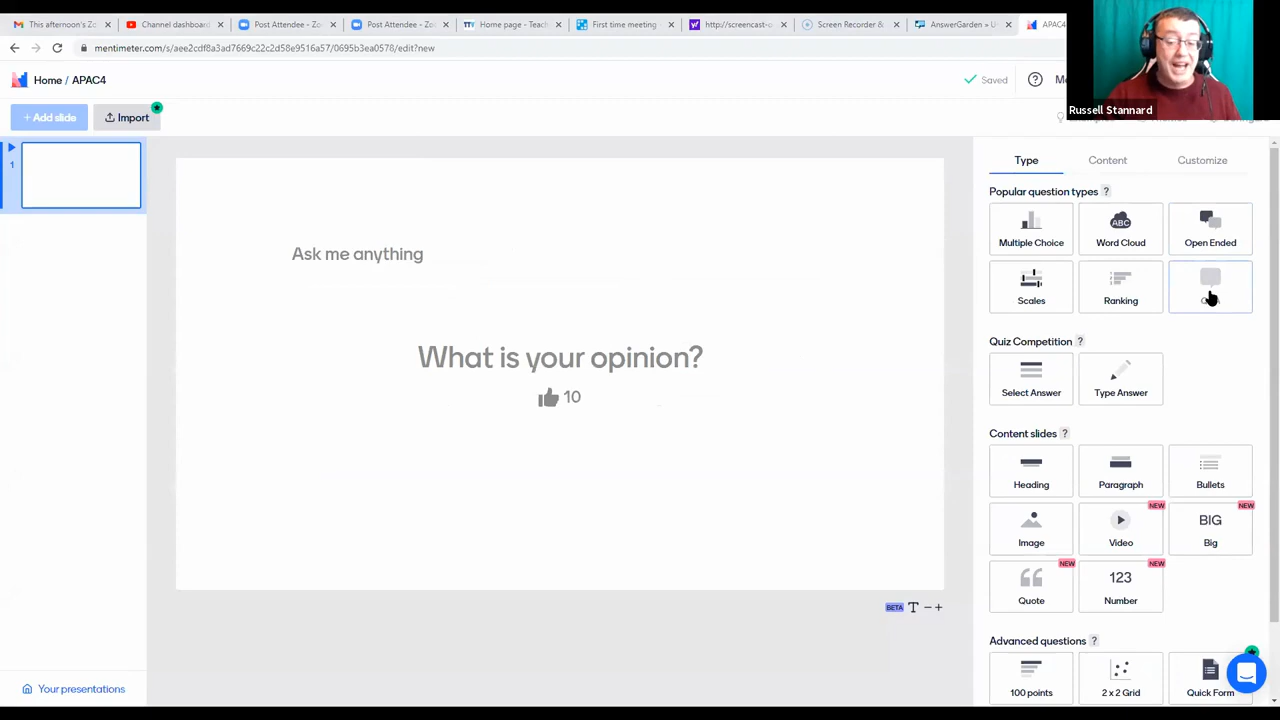 This afternoon's Zo
Channel dashboar
Post Attendee - Zo
Post Attendee - Zo
Home page - Teac
First time meeting
http://screencast-o
Screen Recorder &
AnswerGarden » U
APAC4
mentimeter.com/s/aee2cdf8a3ad7669c22c2d58e9516a57/0695b3ea0578/edit?new
Home / APAC4
Saved
?
Russell Stannard
+ Add slide
Import
1
Ask me anything
What is your opinion?
10
BETA T − +
Your presentations
Type
Content
Customize
Popular question types ?
Multiple Choice
ABC
Word Cloud
Open Ended
Scales
Ranking
Quiz Competition ?
Select Answer
Type Answer
Content slides ?
Heading
Paragraph
Bullets
Image
NEW
Video
NEW
BIG
Big
NEW
Quote
NEW
123
Number
Advanced questions ?
100 points
2 x 2 Grid
Quick Form